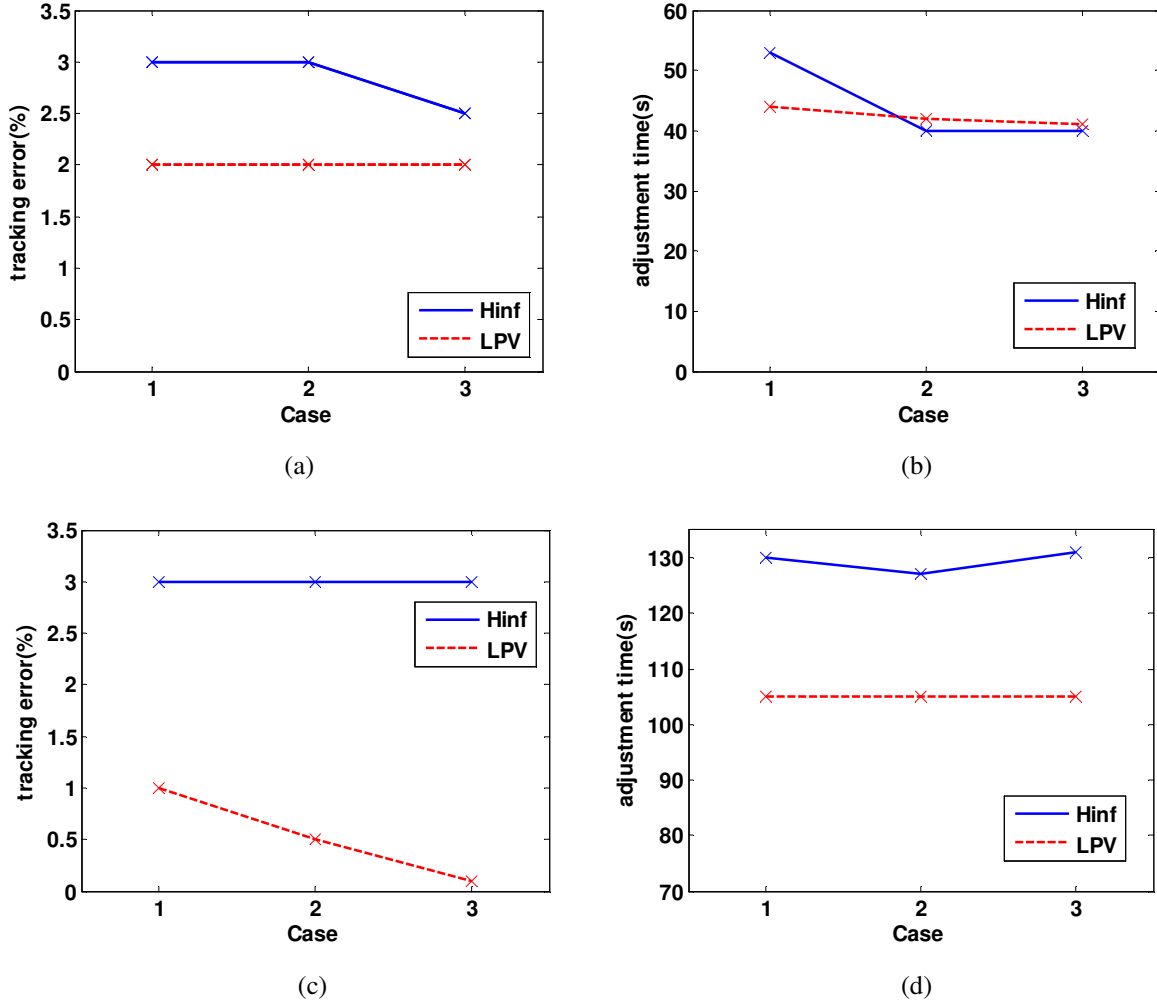 3.5
3
2.5
2
1.5
1
0.5
0
tracking error(%)
1 2 3
Case
Hinf
LPV
(a)
60
50
40
30
20
10
0
adjustment time(s)
1 2 3
Case
Hinf
LPV
(b)
3.5
3
2.5
2
1.5
1
0.5
0
tracking error(%)
1 2 3
Case
Hinf
LPV
(c)
130
120
110
100
90
80
70
adjustment time(s)
1 2 3
Case
Hinf
LPV
(d)